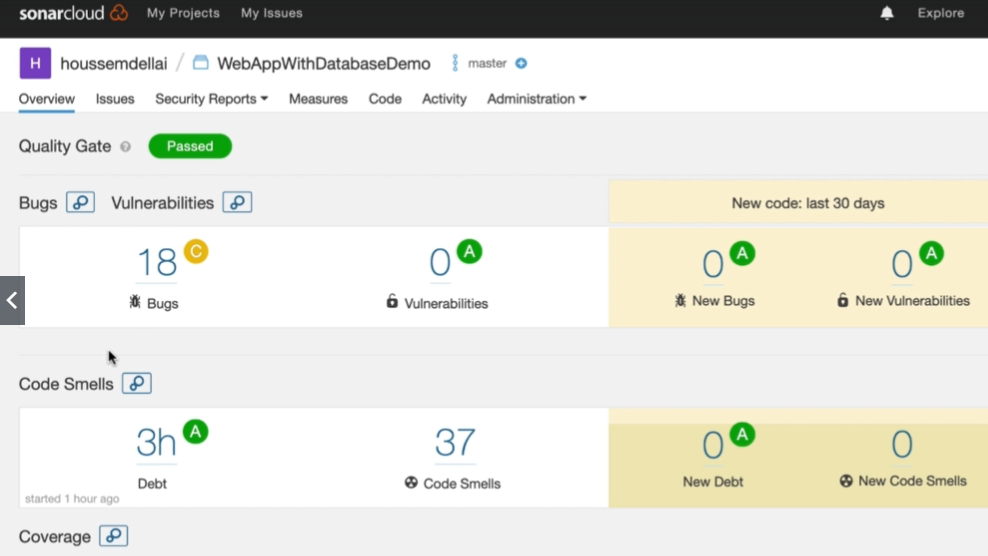 sonarcloud My Projects My Issues Explore
H houssemdellai / WebAppWithDatabaseDemo master
Overview Issues Security Reports Measures Code Activity Administration
Quality Gate ? Passed
Bugs Vulnerabilities New code: last 30 days
18 C 0 A 0 A 0 A
Bugs Vulnerabilities New Bugs New Vulnerabilities
Code Smells
3h A 37 0 A 0
Debt Code Smells New Debt New Code Smells
started 1 hour ago
Coverage